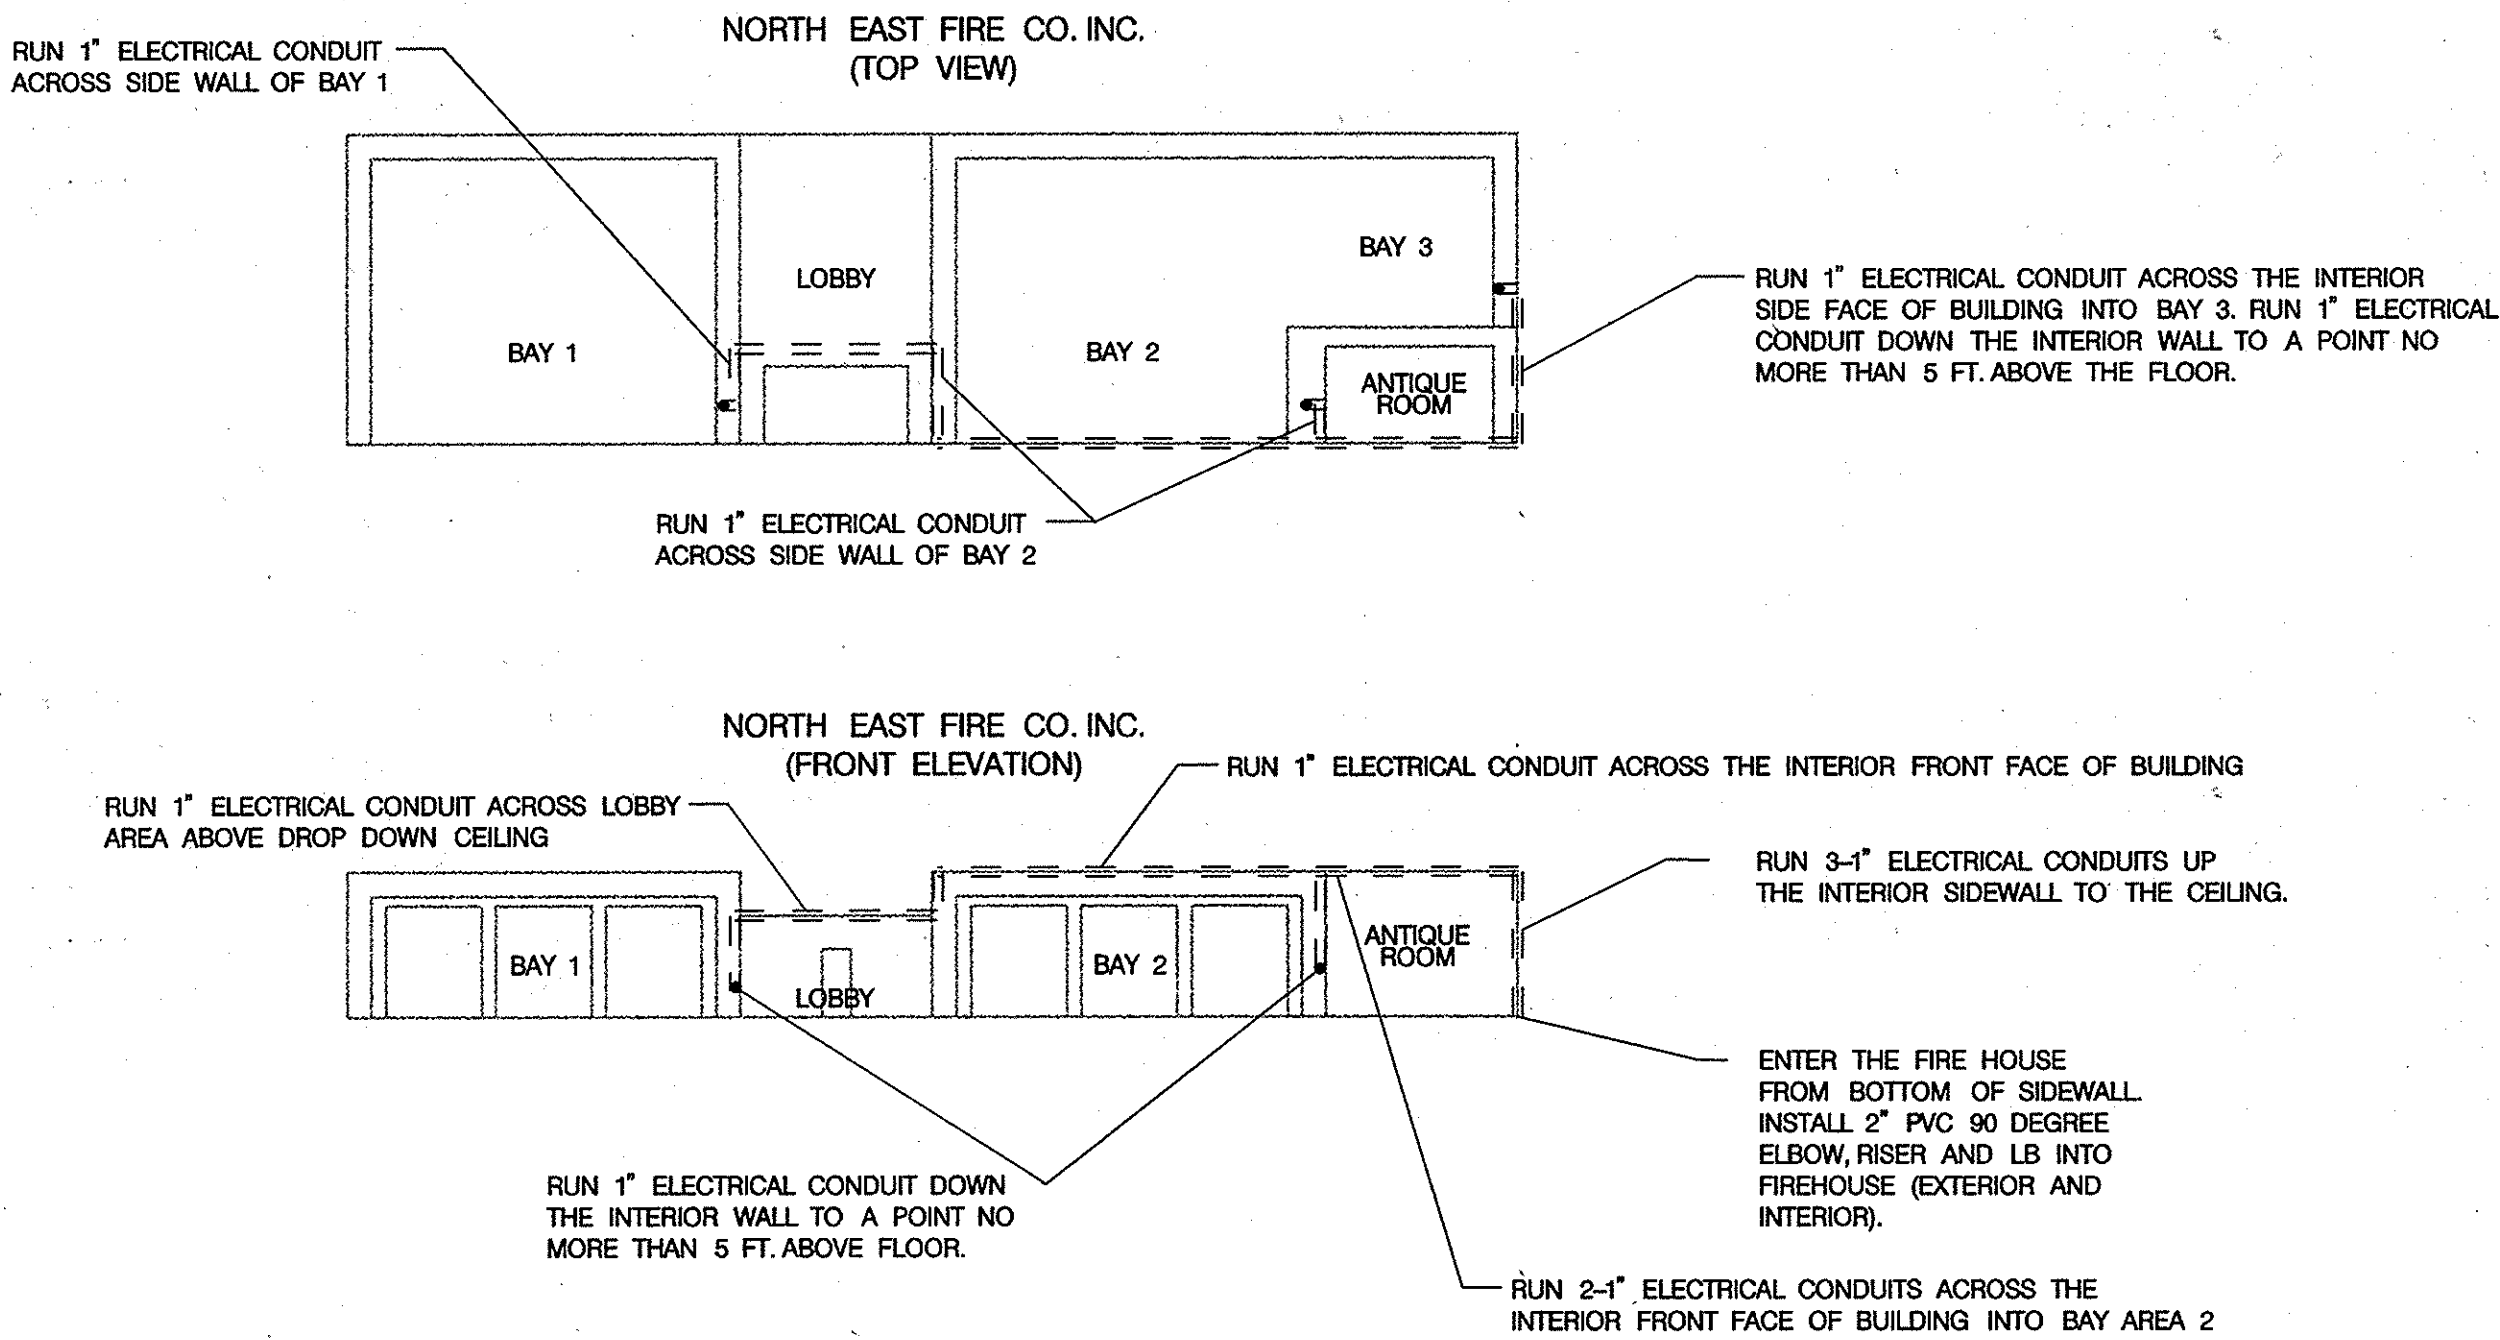 NORTH EAST FIRE CO. INC.
(TOP VIEW)
RUN 1" ELECTRICAL CONDUIT
ACROSS SIDE WALL OF BAY 1
BAY 3
LOBBY
BAY 1
BAY 2
ANTIQUE
ROOM
RUN 1" ELECTRICAL CONDUIT ACROSS THE INTERIOR
SIDE FACE OF BUILDING INTO BAY 3. RUN 1" ELECTRICAL
CONDUIT DOWN THE INTERIOR WALL TO A POINT NO
MORE THAN 5 FT. ABOVE THE FLOOR.
RUN 1" ELECTRICAL CONDUIT
ACROSS SIDE WALL OF BAY 2
NORTH EAST FIRE CO. INC.
(FRONT ELEVATION)
RUN 1" ELECTRICAL CONDUIT ACROSS THE INTERIOR FRONT FACE OF BUILDING
RUN 1" ELECTRICAL CONDUIT ACROSS LOBBY
AREA ABOVE DROP DOWN CEILING
RUN 3-1" ELECTRICAL CONDUITS UP
THE INTERIOR SIDEWALL TO THE CEILING.
BAY 1
LOBBY
BAY 2
ANTIQUE
ROOM
ENTER THE FIRE HOUSE
FROM BOTTOM OF SIDEWALL.
INSTALL 2" PVC 90 DEGREE
ELBOW, RISER AND LB INTO
FIREHOUSE (EXTERIOR AND
INTERIOR).
RUN 1" ELECTRICAL CONDUIT DOWN
THE INTERIOR WALL TO A POINT NO
MORE THAN 5 FT. ABOVE FLOOR.
RUN 2-1" ELECTRICAL CONDUITS ACROSS THE
INTERIOR FRONT FACE OF BUILDING INTO BAY AREA 2